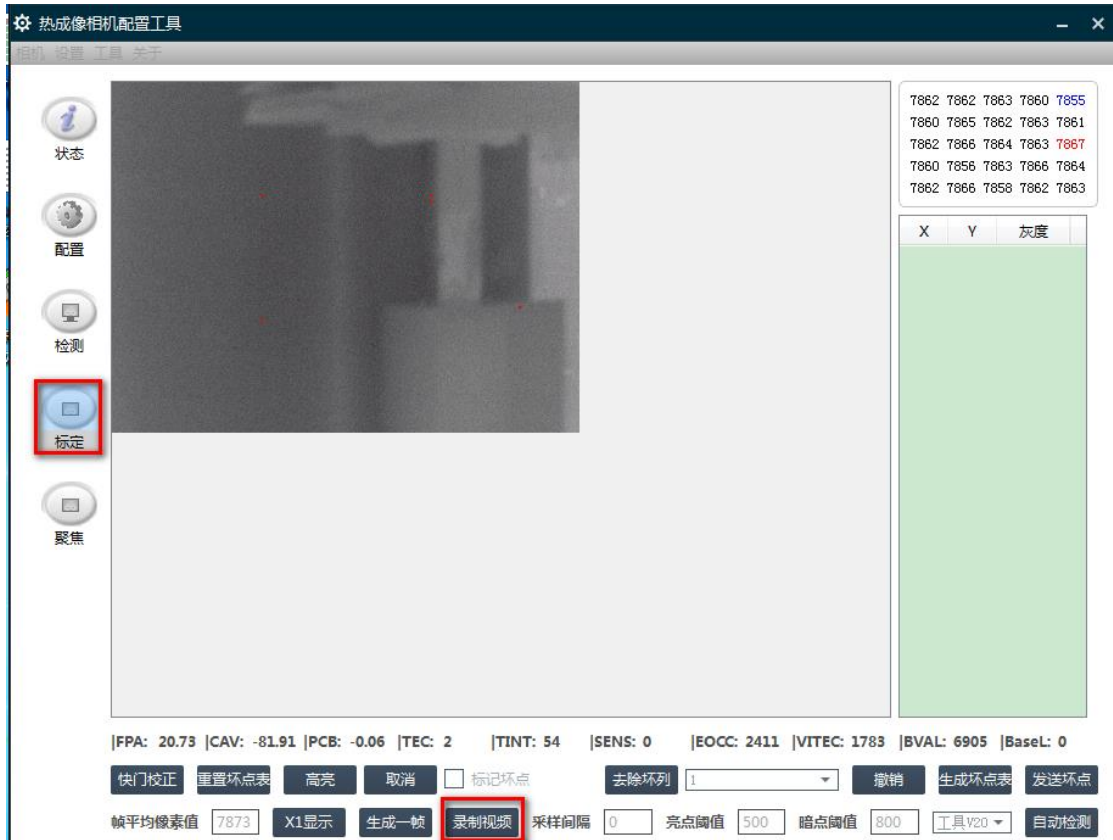 热成像相机配置工具
相机 设置 工具 关于
状态
配置
检测
标定
聚焦
7862 7862 7863 7860 7855
7860 7865 7862 7863 7861
7862 7866 7864 7863 7867
7860 7856 7863 7866 7864
7862 7866 7858 7862 7863
X Y 灰度
|FPA: 20.73 |CAV: -81.91 |PCB: -0.06 |TEC: 2 |TINT: 54 |SENS: 0 |EOCC: 2411 |VITEC: 1783 |BVAL: 6905 |BaseL: 0
快门校正 重置坏点表 高亮 取消 标记坏点 去除坏列 1 撤销 生成坏点表 发送坏点
帧平均像素值 7873 X1显示 生成一帧 录制视频 采样间隔 0 亮点阈值 500 暗点阈值 800 工具V20 自动检测